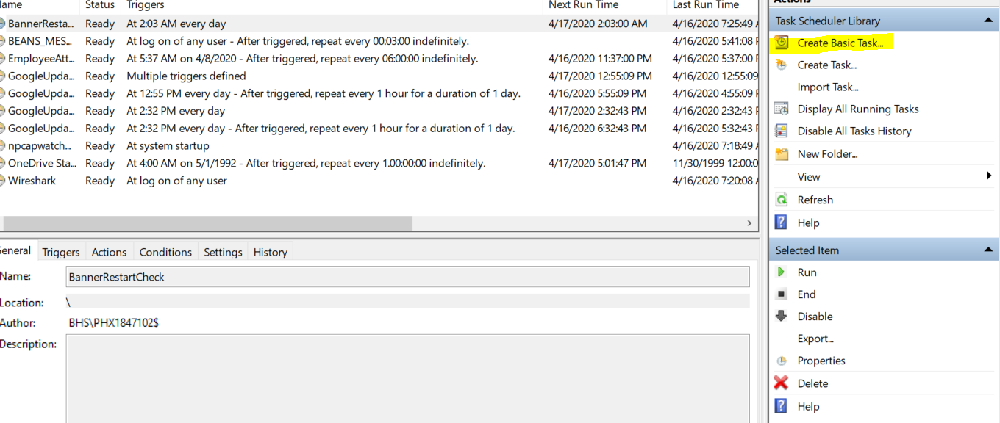 Actions
Name Status Triggers Next Run Time Last Run Time
BannerResta... Ready At 2:03 AM every day 4/17/2020 2:03:00 AM 4/16/2020 7:25:49 A
BEANS_MES... Ready At log on of any user - After triggered, repeat every 00:03:00 indefinitely. 4/16/2020 5:41:08 P
EmployeeAtt... Ready At 5:37 AM on 4/8/2020 - After triggered, repeat every 06:00:00 indefinitely. 4/16/2020 11:37:00 PM 4/16/2020 5:37:00 P
GoogleUpda... Ready Multiple triggers defined 4/17/2020 12:55:09 PM 4/16/2020 12:55:09
GoogleUpda... Ready At 12:55 PM every day - After triggered, repeat every 1 hour for a duration of 1 day. 4/16/2020 5:55:09 PM 4/16/2020 4:55:09 P
GoogleUpda... Ready At 2:32 PM every day 4/17/2020 2:32:43 PM 4/16/2020 2:32:43 P
GoogleUpda... Ready At 2:32 PM every day - After triggered, repeat every 1 hour for a duration of 1 day. 4/16/2020 6:32:43 PM 4/16/2020 5:32:43 P
npcapwatch... Ready At system startup 4/16/2020 7:18:49 A
OneDrive Sta... Ready At 4:00 AM on 5/1/1992 - After triggered, repeat every 1.00:00:00 indefinitely. 4/17/2020 5:01:47 PM 11/30/1999 12:00:0
Wireshark Ready At log on of any user 4/16/2020 7:20:08 A
General Triggers Actions Conditions Settings History
Name: BannerRestartCheck
Location: \
Author: BHS\PHX1847102$
Description:
Task Scheduler Library
Create Basic Task...
Create Task...
Import Task...
Display All Running Tasks
Disable All Tasks History
New Folder...
View
Refresh
Help
Selected Item
Run
End
Disable
Export...
Properties
Delete
Help